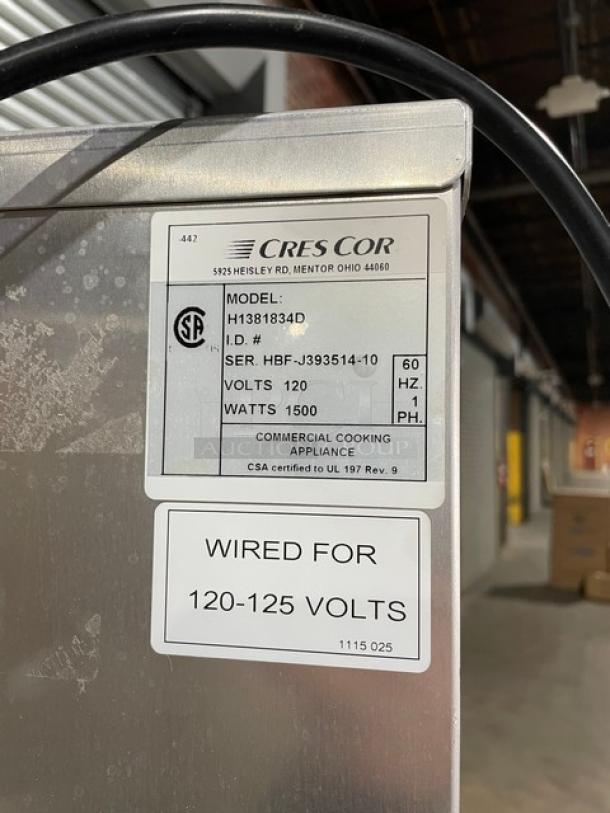 .442
CRES COR
5925 HEISLEY RD, MENTOR OHIO 44060
MODEL:
H1381834D
I.D. #
SER. HBF-J393514-10
VOLTS 120
WATTS 1500
60
HZ.
1
PH.
COMMERCIAL COOKING
APPLIANCE
CSA certified to UL 197 Rev. 9
WIRED FOR
120-125 VOLTS
1115 025